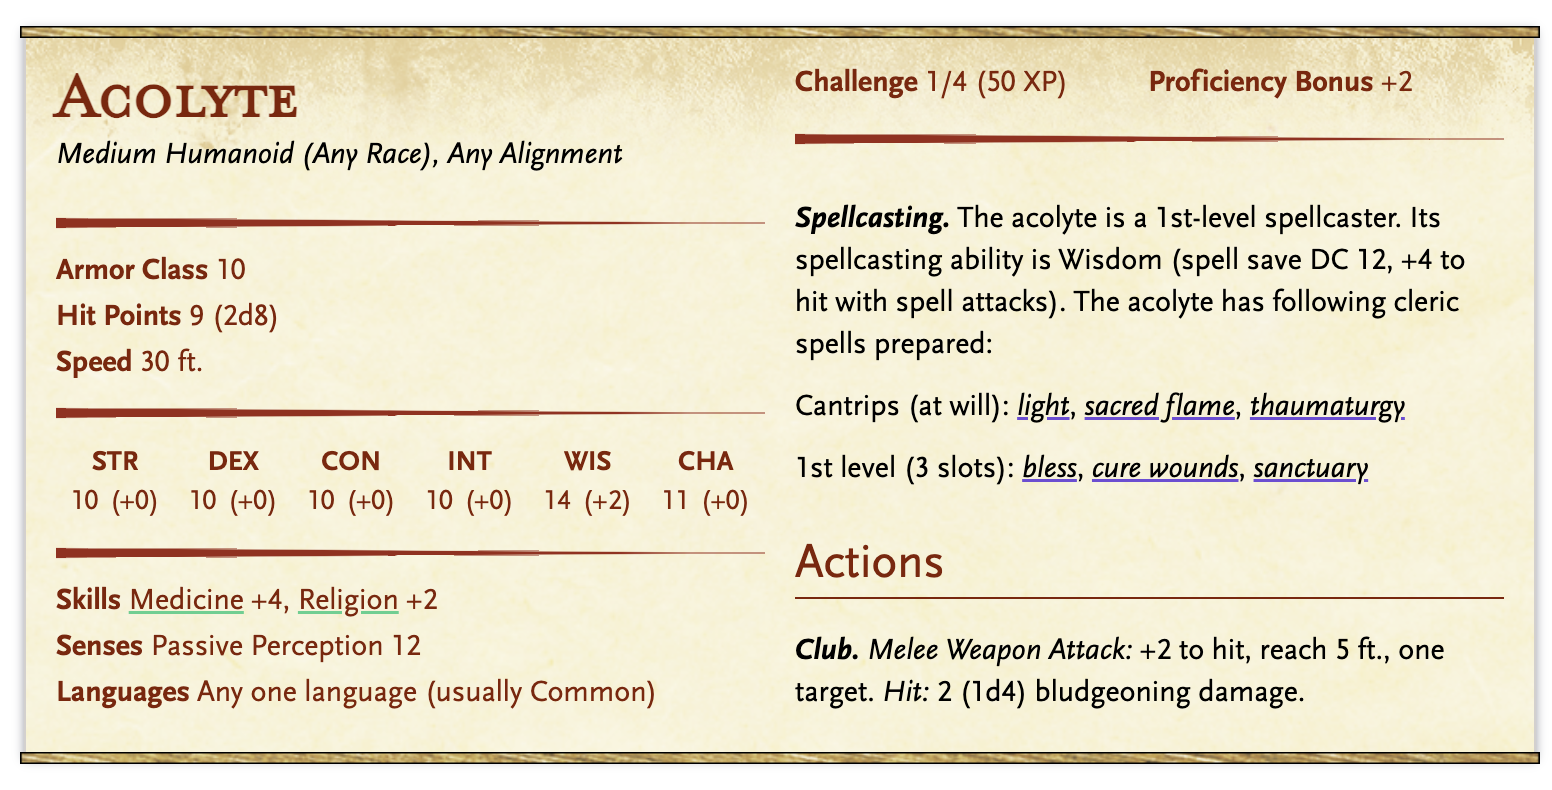 Acolyte
Medium Humanoid (Any Race), Any Alignment
Armor Class 10
Hit Points 9 (2d8)
Speed 30 ft.
STR DEX CON INT WIS CHA
10 (+0) 10 (+0) 10 (+0) 10 (+0) 14 (+2) 11 (+0)
Skills Medicine +4, Religion +2
Senses Passive Perception 12
Languages Any one language (usually Common)
Challenge 1/4 (50 XP) Proficiency Bonus +2
Spellcasting. The acolyte is a 1st-level spellcaster. Its
spellcasting ability is Wisdom (spell save DC 12, +4 to
hit with spell attacks). The acolyte has following cleric
spells prepared:
Cantrips (at will): light, sacred flame, thaumaturgy
1st level (3 slots): bless, cure wounds, sanctuary
Actions
Club. Melee Weapon Attack: +2 to hit, reach 5 ft., one
target. Hit: 2 (1d4) bludgeoning damage.